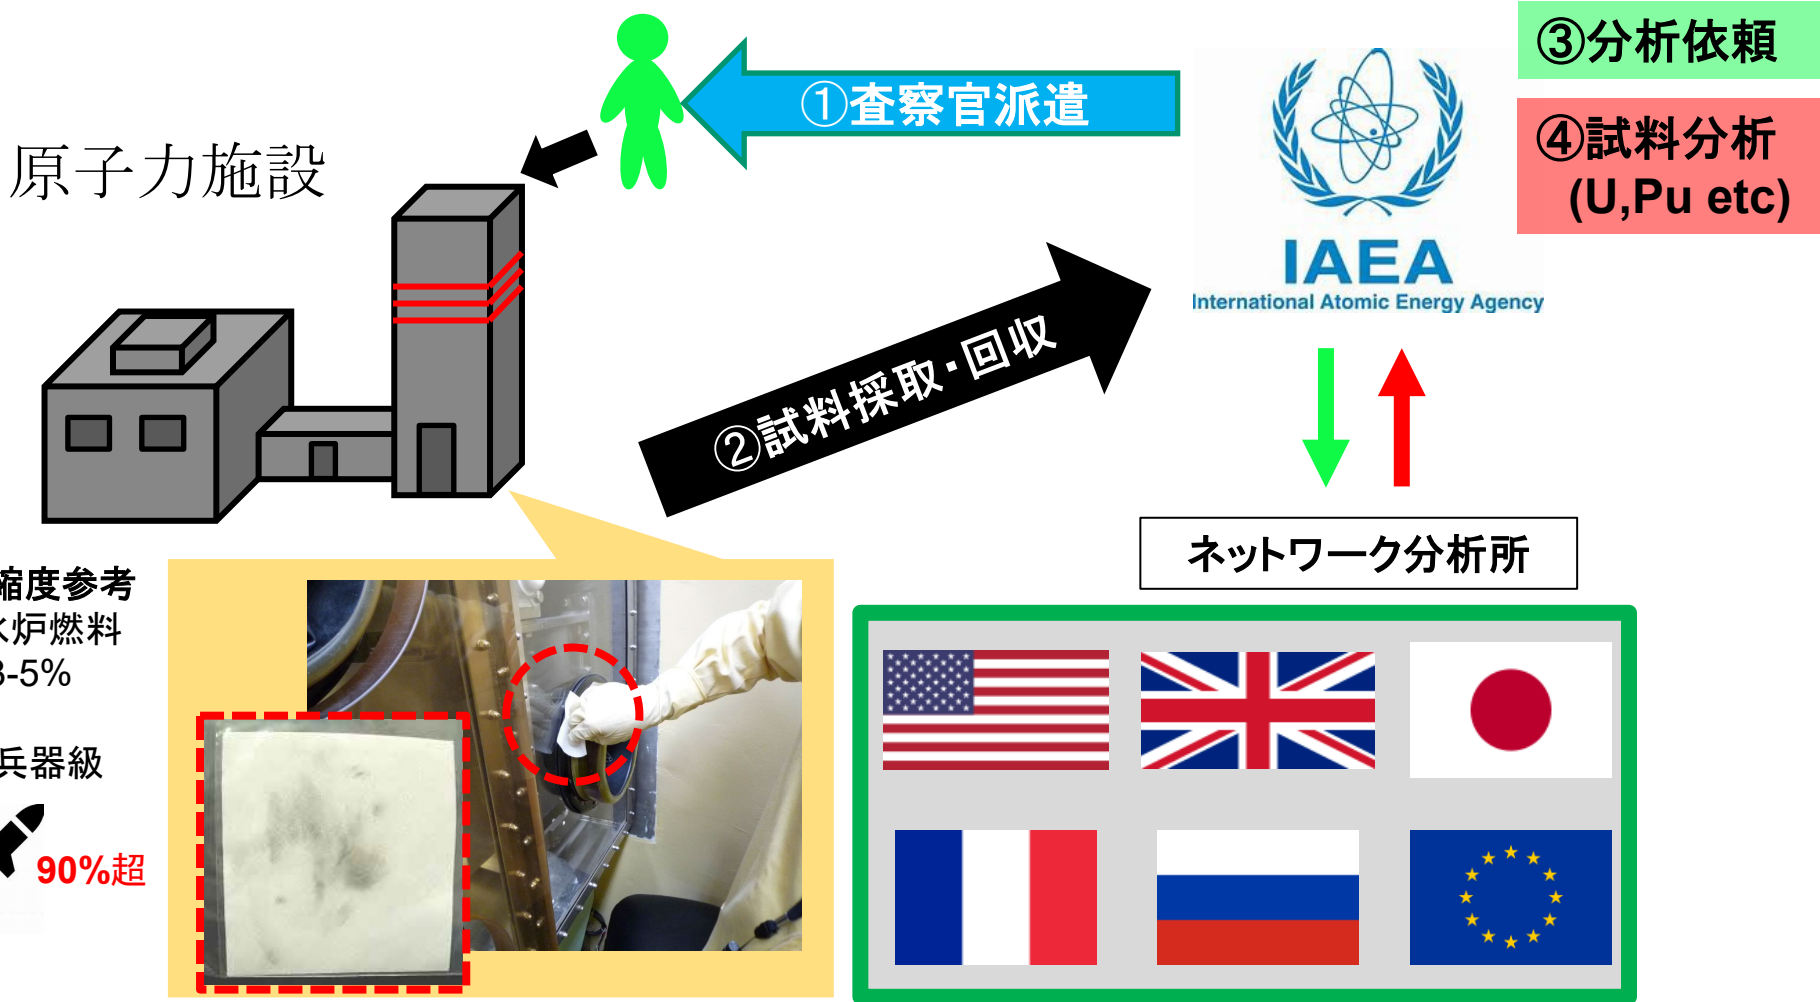 ①査察官派遣
③分析依頼
④試料分析
(U,Pu etc)
原子力施設
IAEA
International Atomic Energy Agency
②試料採取・回収
ネットワーク分析所
縮度参考
水炉燃料
3-5%
兵器級
90%超